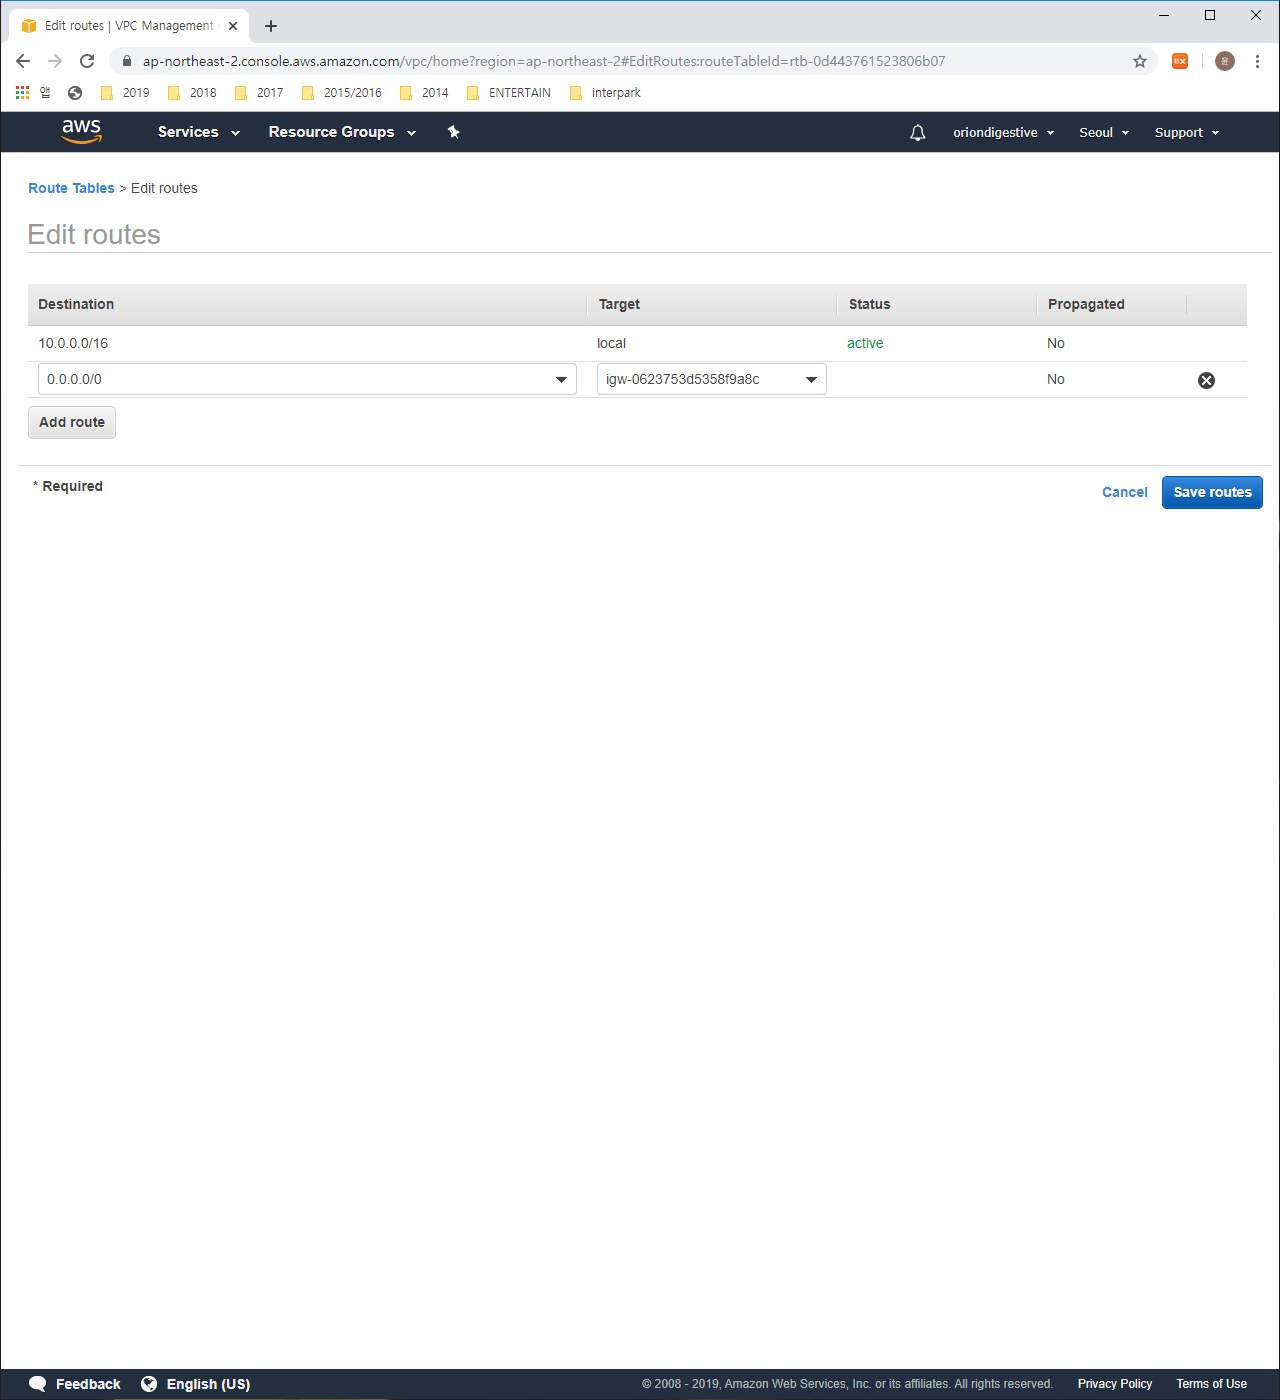 Edit routes | VPC Management
ap-northeast-2.console.aws.amazon.com/vpc/home?region=ap-northeast-2#EditRoutes:routeTableId=rtb-0d443761523806b07
앱 2019 2018 2017 2015/2016 2014 ENTERTAIN interpark
aws Services Resource Groups oriondigestive Seoul Support
Route Tables > Edit routes
Edit routes
Destination Target Status Propagated
10.0.0.0/16 local active No
0.0.0.0/0 igw-0623753d5358f9a8c No
Add route
* Required Cancel Save routes
Feedback English (US) © 2008 - 2019, Amazon Web Services, Inc. or its affiliates. All rights reserved. Privacy Policy Terms of Use